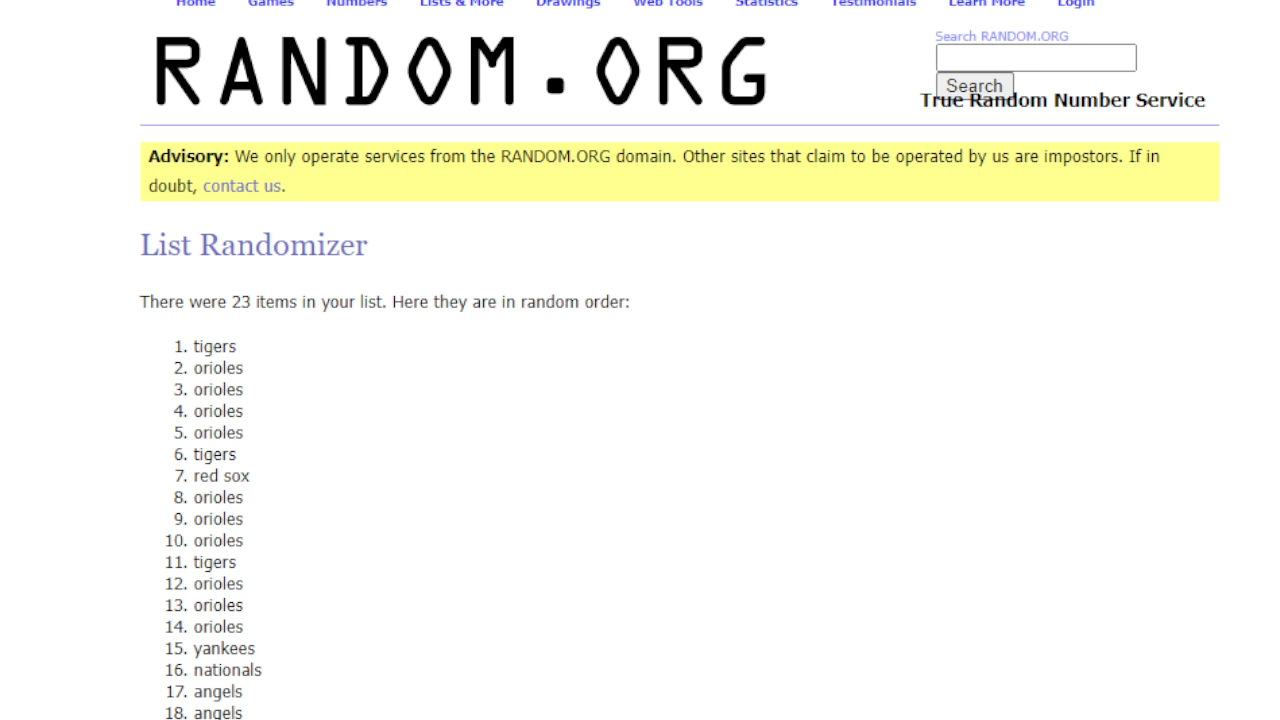 Home Games Numbers Lists & More Drawings Web Tools Statistics Testimonials Learn More Login
RANDOM.ORG
Search RANDOM.ORG
Search
True Random Number Service
Advisory: We only operate services from the RANDOM.ORG domain. Other sites that claim to be operated by us are impostors. If in
doubt, contact us.
List Randomizer
There were 23 items in your list. Here they are in random order:
1. tigers
2. orioles
3. orioles
4. orioles
5. orioles
6. tigers
7. red sox
8. orioles
9. orioles
10. orioles
11. tigers
12. orioles
13. orioles
14. orioles
15. yankees
16. nationals
17. angels
18. angels